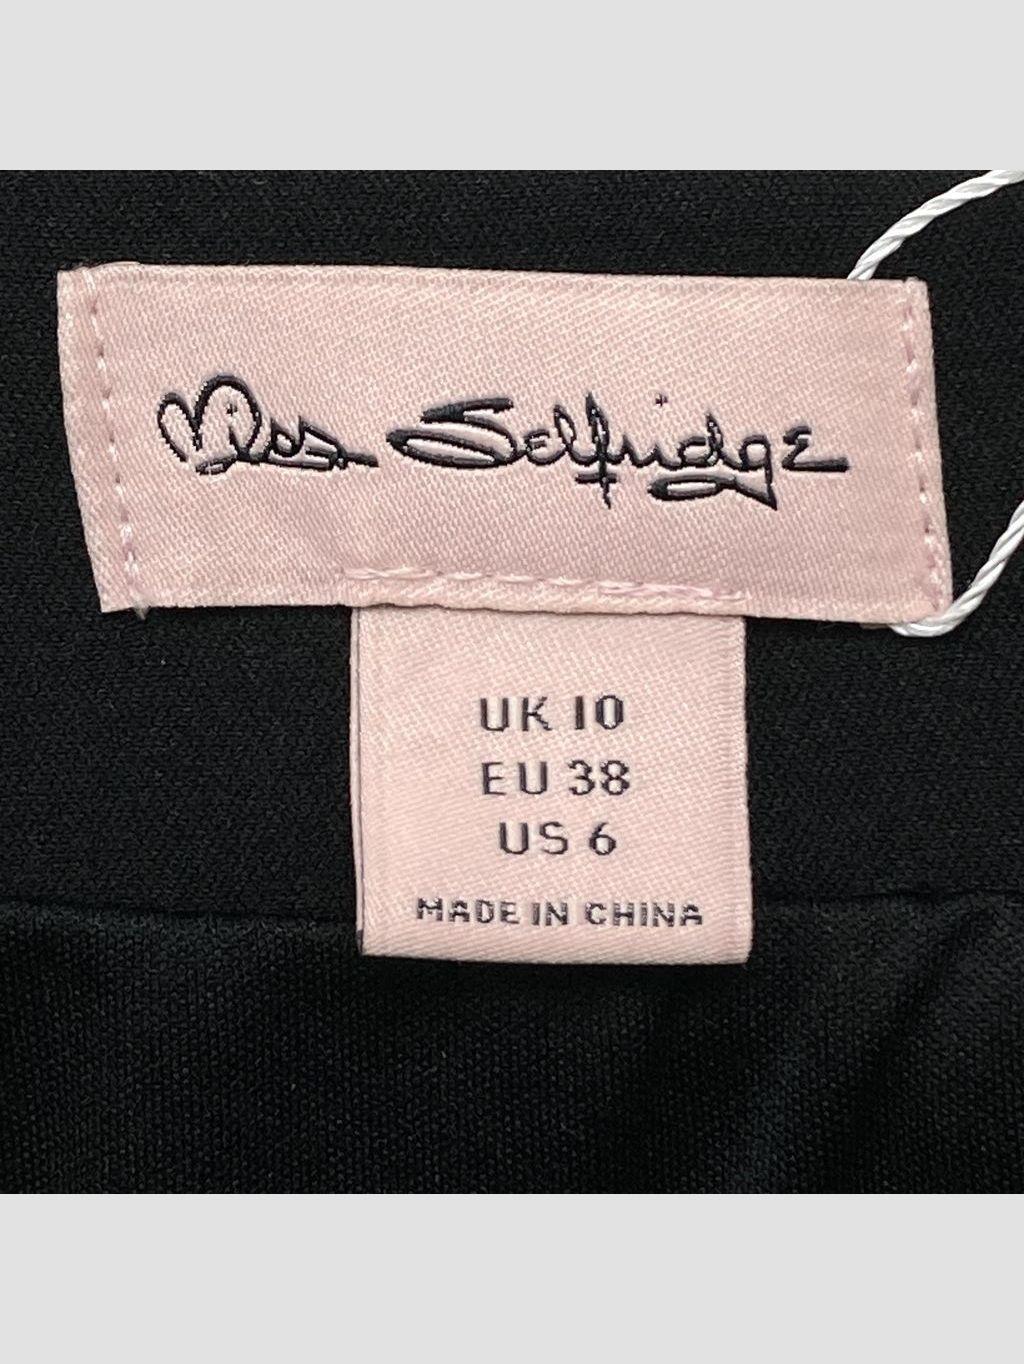 Miss Selfridge
UK 10
EU 38
US 6
MADE IN CHINA